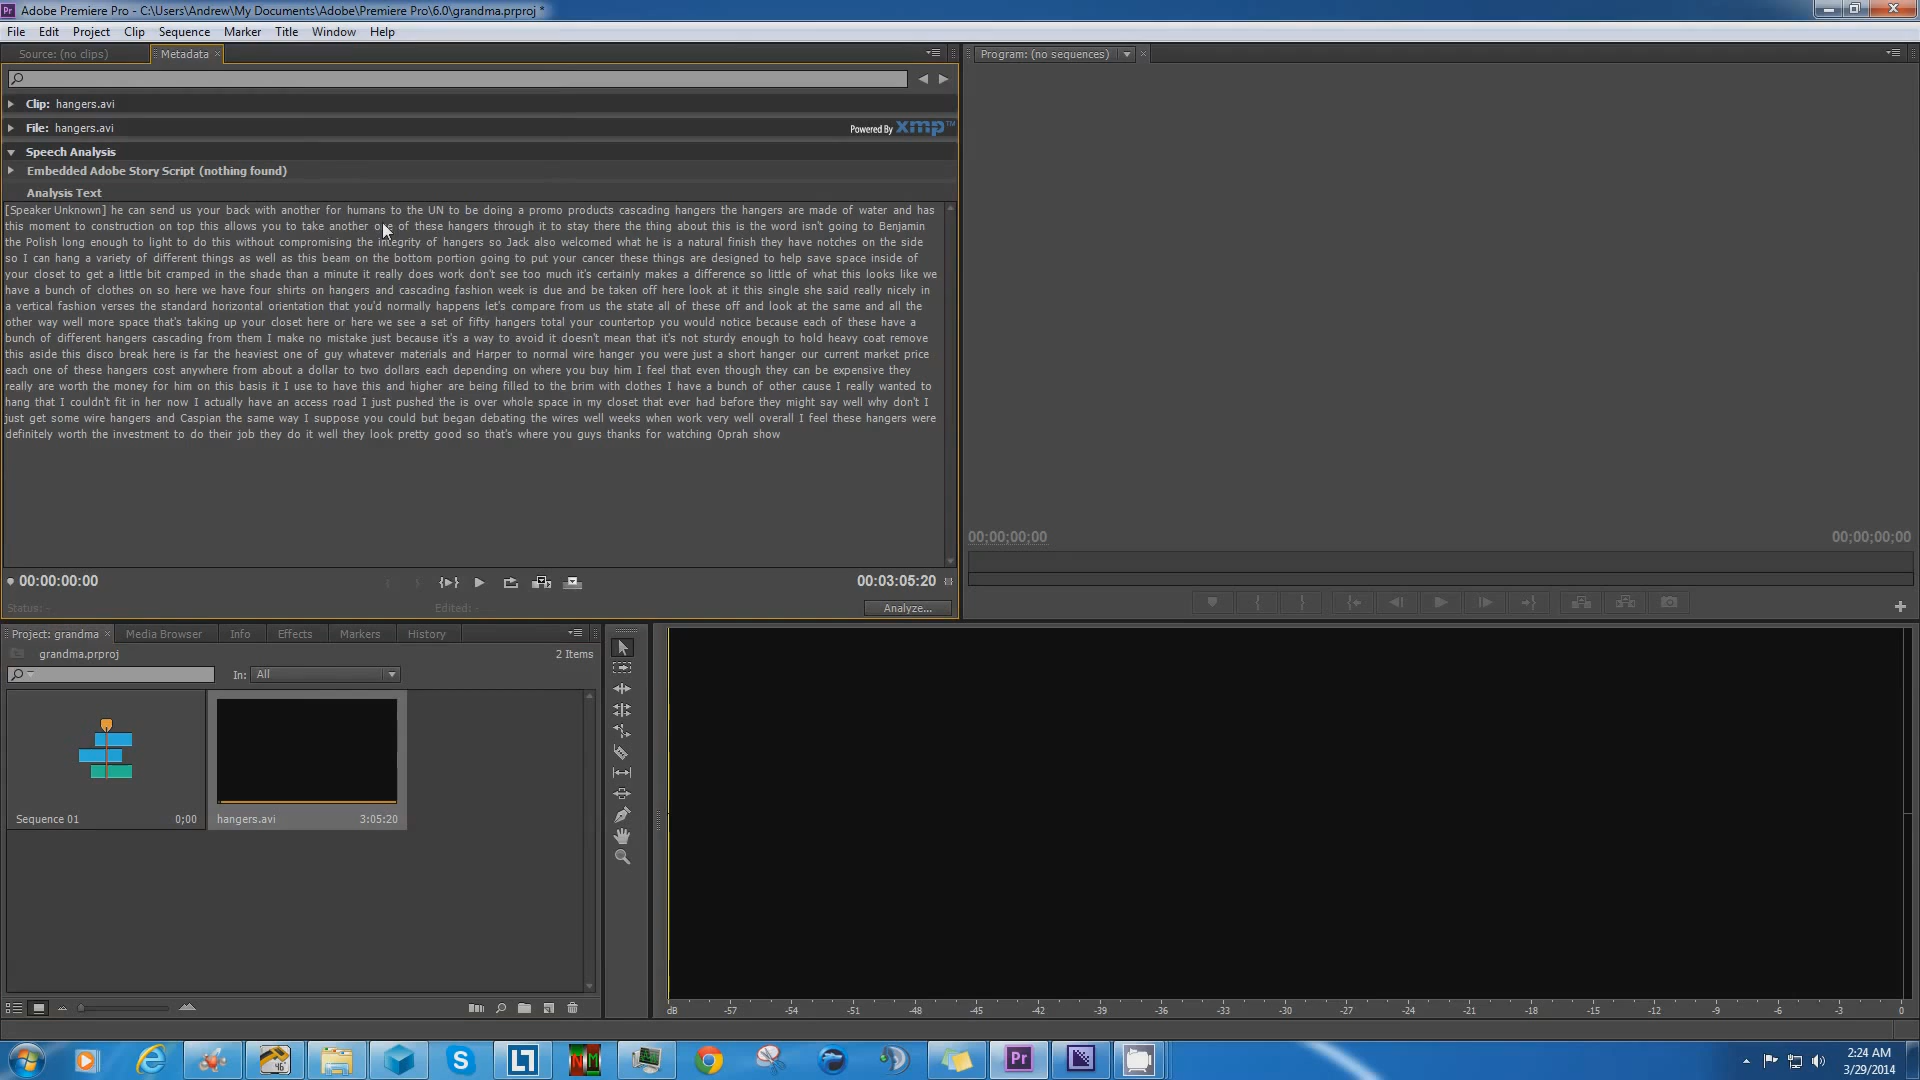 Adobe Premiere Pro - C:\Users\Andrew\My Documents\Adobe\Premiere Pro\6.0\grandma.prproj *
File Edit Project Clip Sequence Marker Title Window Help
Source: (no clips) Metadata
Program: (no sequences)
Clip: hangers.avi
File: hangers.avi
Powered By xmp™
Speech Analysis
Embedded Adobe Story Script (nothing found)
Analysis Text
[Speaker Unknown] he can send us your back with another for humans to the UN to be doing a promo products cascading hangers the hangers are made of water and has
this moment to construction on top this allows you to take another one of these hangers through it to stay there the thing about this is the word isn't going to Benjamin
the Polish long enough to light to do this without compromising the integrity of hangers so Jack also welcomed what he is a natural finish they have notches on the side
so I can hang a variety of different things as well as this beam on the bottom portion going to put your cancer these things are designed to help save space inside of
your closet to get a little bit cramped in the shade than a minute it really does work don't see too much it's certainly makes a difference so little of what this looks like we
have a bunch of clothes on so here we have four shirts on hangers and cascading fashion week is due and be taken off here look at it this single she said really nicely in
a vertical fashion verses the standard horizontal orientation that you'd normally happens let's compare from us the state all of these off and look at the same and all the
other way well more space that's taking up your closet here or here we see a set of fifty hangers total your countertop you would notice because each of these have a
bunch of different hangers cascading from them I make no mistake just because it's a way to avoid it doesn't mean that it's not sturdy enough to hold heavy coat remove
this aside this disco break here is far the heaviest one of guy whatever materials and Harper to normal wire hanger you were just a short hanger our current market price
each one of these hangers cost anywhere from about a dollar to two dollars each depending on where you buy him I feel that even though they can be expensive they
really are worth the money for him on this basis it I use to have this and higher are being filled to the brim with clothes I have a bunch of other cause I really wanted to
hang that I couldn't fit in her now I actually have an access road I just pushed the is over whole space in my closet that ever had before they might say well why don't I
just get some wire hangers and Caspian the same way I suppose you could but began debating the wires well weeks when work very well overall I feel these hangers were
definitely worth the investment to do their job they do it well they look pretty good so that's where you guys thanks for watching Oprah show
00;00;00;00 00;00;00;00
00:00:00:00 00:03:05:20
Status: - Edited: - Analyze...
Project: grandma Media Browser Info Effects Markers History
grandma.prproj 2 Items
In: All
Sequence 01 0;00
hangers.avi 3:05:20
dB -57 -54 -51 -48 -45 -42 -39 -36 -33 -30 -27 -24 -21 -18 -15 -12 -9 -6 -3 0
2:24 AM
3/29/2014